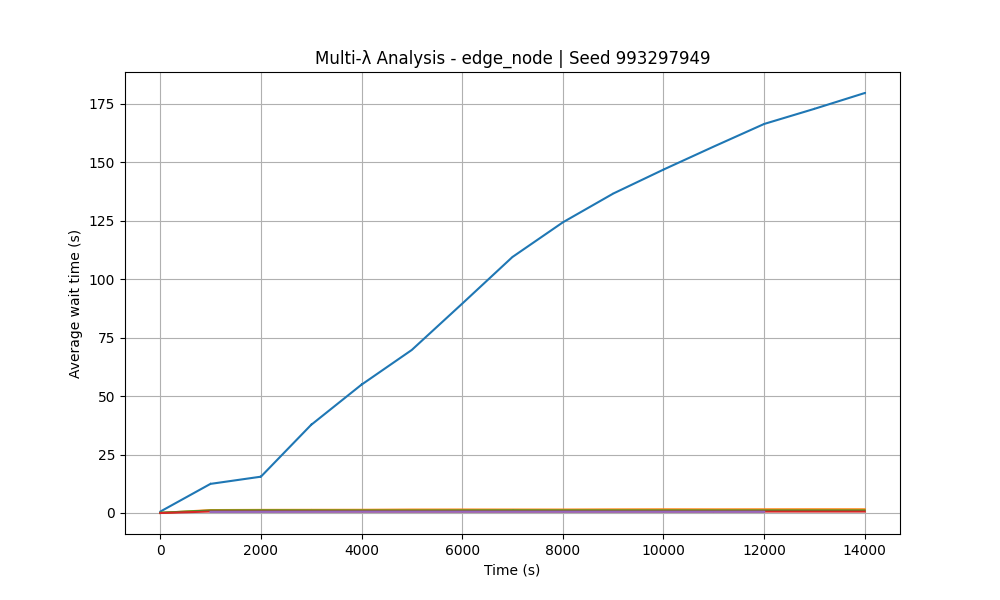 Multi-λ Analysis - edge_node | Seed 993297949
175
150
125
100
75
50
25
0
Average wait time (s)
0 2000 4000 6000 8000 10000 12000 14000
Time (s)